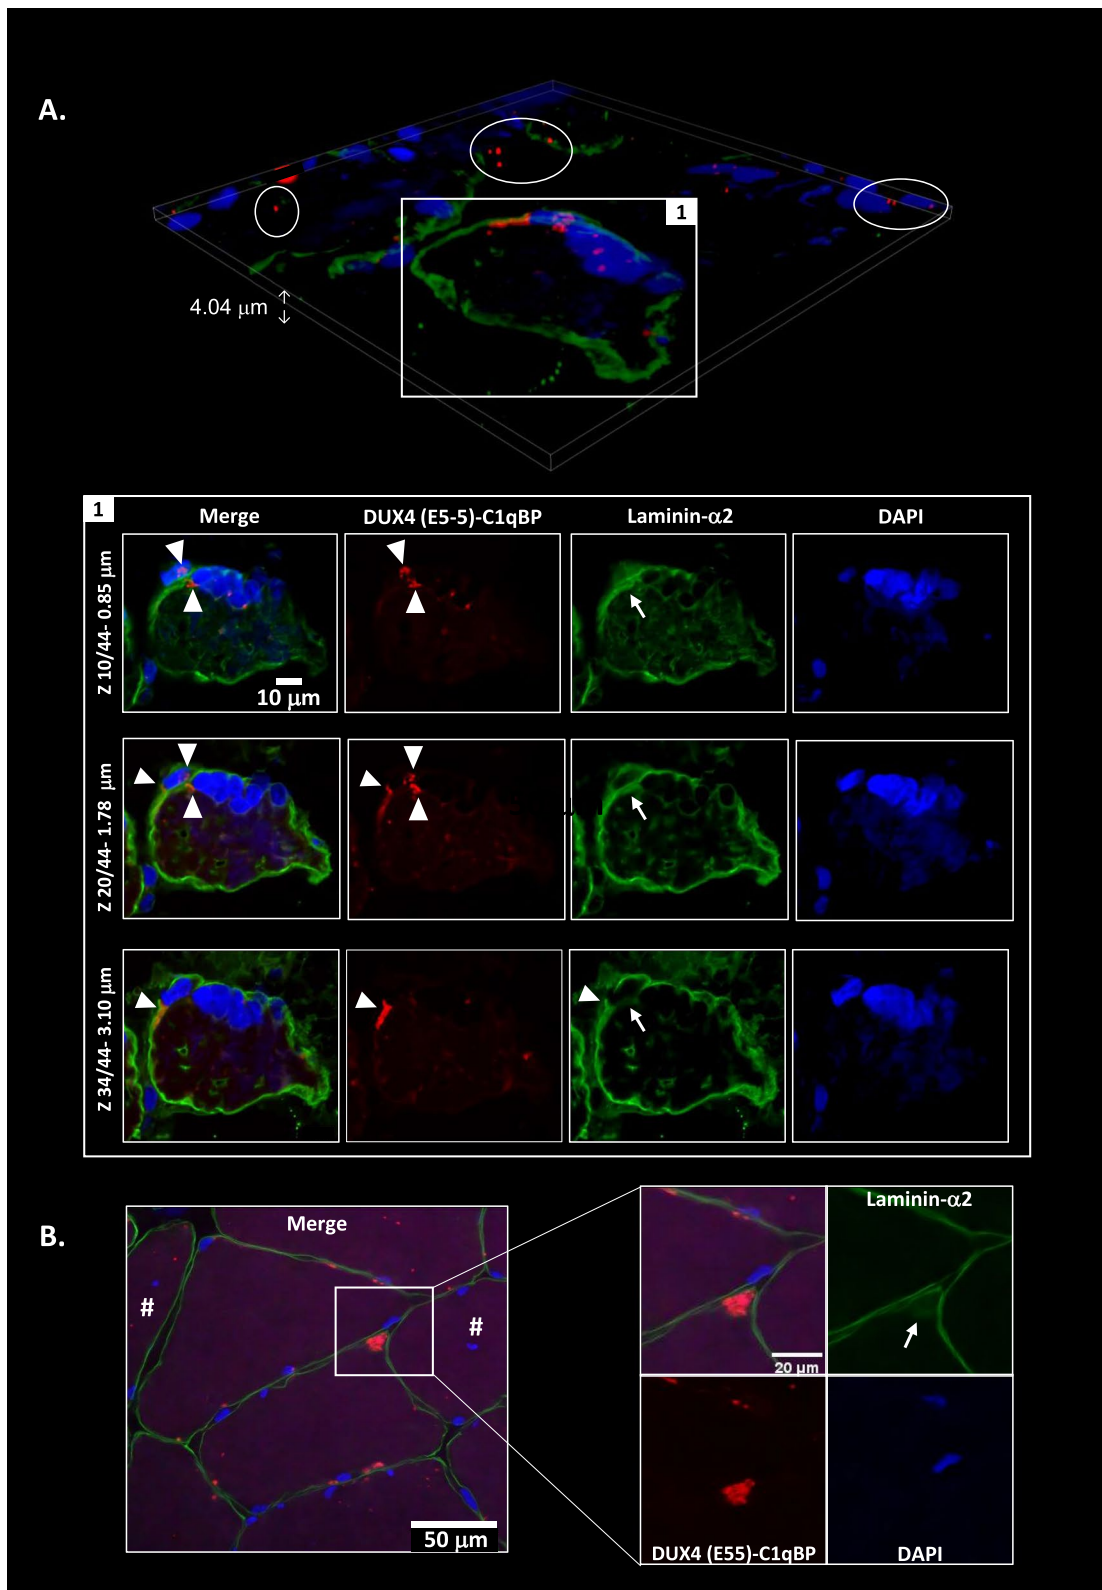 A.
1
4.04 μm
1
Merge
DUX4 (E5-5)-C1qBP
Laminin-α2
DAPI
Z 10/44- 0.85 μm
10 μm
Z 20/44- 1.78 μm
Z 34/44- 3.10 μm
B.
Merge
#
#
50 μm
Laminin-α2
20 μm
DUX4 (E55)-C1qBP
DAPI